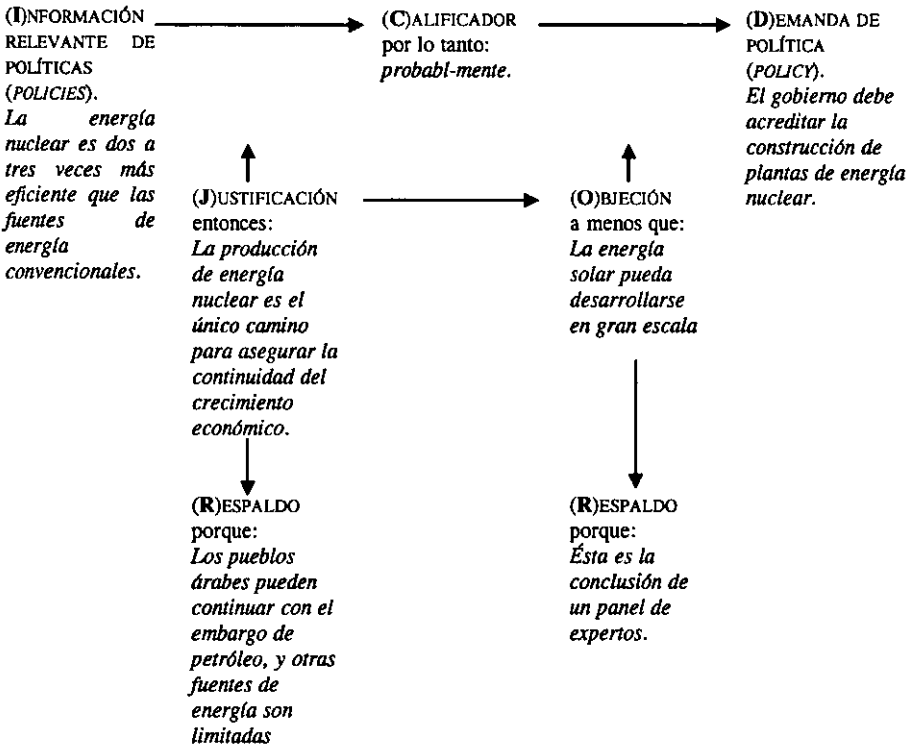 (I)NFORMACIÓN
RELEVANTE DE
POLÍTICAS
(POLICIES).
La energía
nuclear es dos a
tres veces más
eficiente que las
fuentes de
energía
convencionales.
(C)ALIFICADOR
por lo tanto:
probabl-mente.
(D)EMANDA DE
POLÍTICA
(POLICY).
El gobierno debe
acreditar la
construcción de
plantas de energía
nuclear.
(J)USTIFICACIÓN
entonces:
La producción
de energía
nuclear es el
único camino
para asegurar la
continuidad del
crecimiento
económico.
(O)BJECIÓN
a menos que:
La energía
solar pueda
desarrollarse
en gran escala
(R)ESPALDO
porque:
Los pueblos
árabes pueden
continuar con el
embargo de
petróleo, y otras
fuentes de
energía son
limitadas
(R)ESPALDO
porque:
Ésta es la
conclusión de
un panel de
expertos.